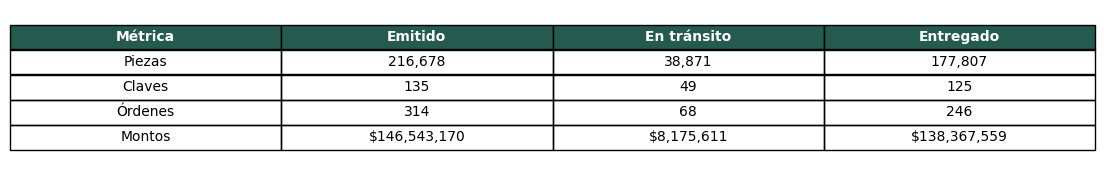 Métrica Emitido En tránsito Entregado
Piezas 216,678 38,871 177,807
Claves 135 49 125
Órdenes 314 68 246
Montos $146,543,170 $8,175,611 $138,367,559